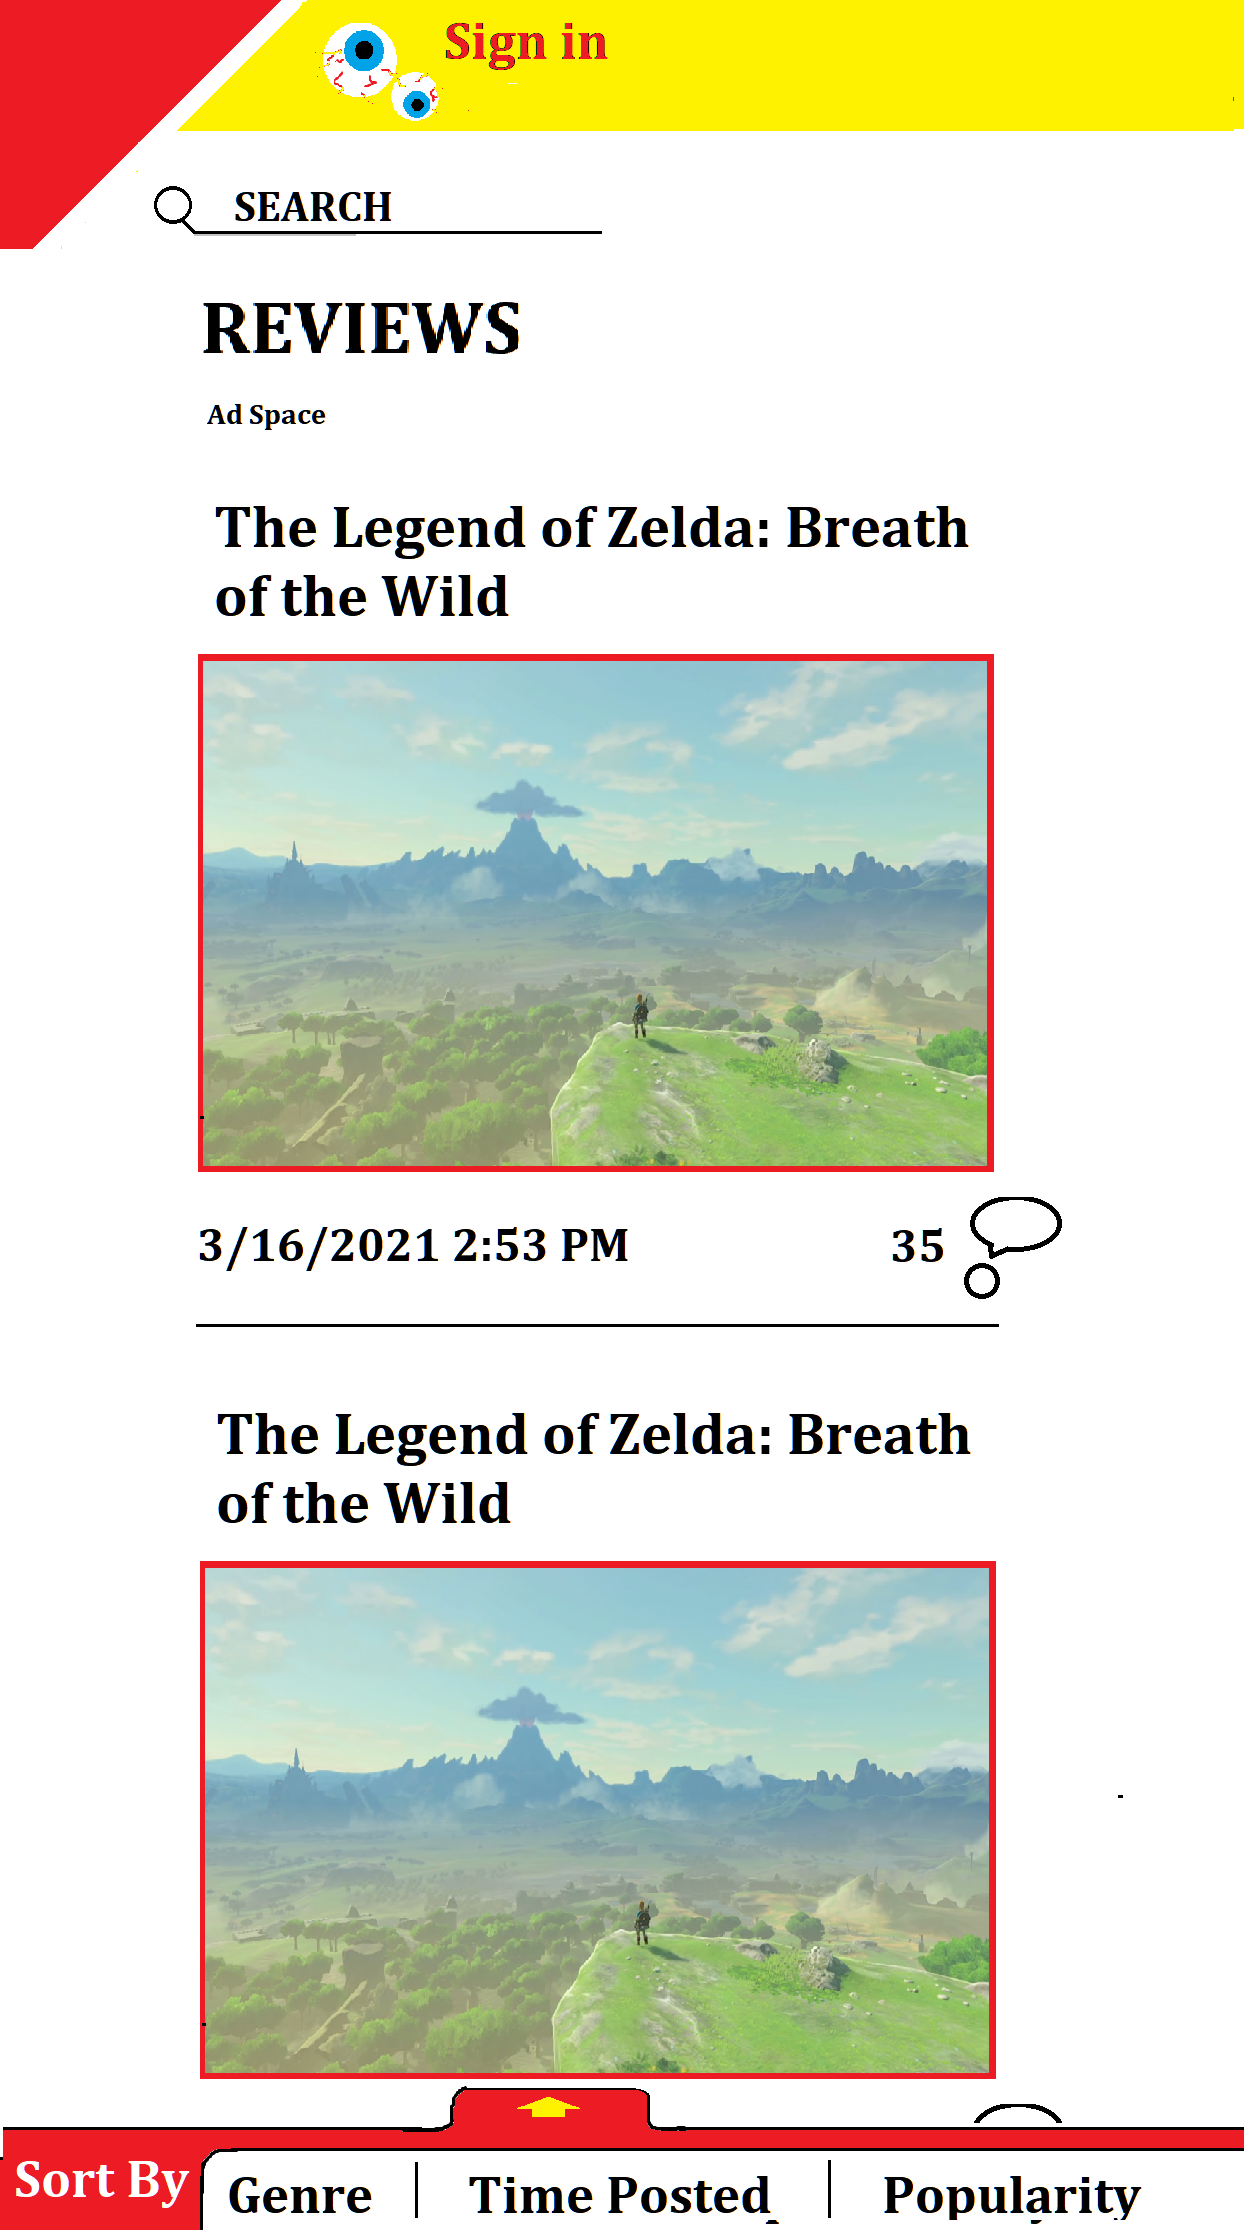 Sign in
SEARCH
REVIEWS
Ad Space
The Legend of Zelda: Breath
of the Wild
3/16/2021 2:53 PM 35
The Legend of Zelda: Breath
of the Wild
Sort By Genre Time Posted Popularity